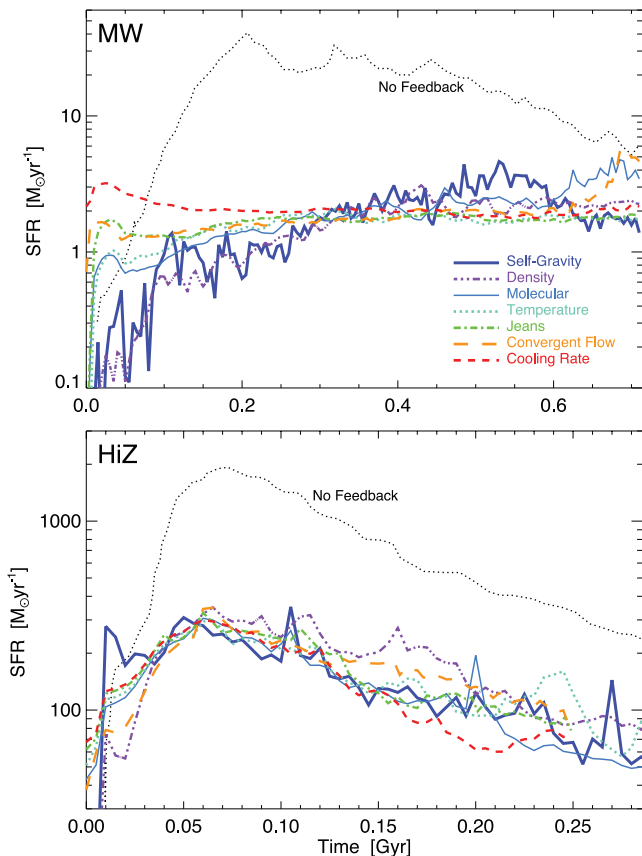 MW
No Feedback
SFR [M⊙yr⁻¹]
10
1
0.1
Self-Gravity
Density
Molecular
Temperature
Jeans
Convergent Flow
Cooling Rate
0.0 0.2 0.4 0.6
HiZ
No Feedback
SFR [M⊙yr⁻¹]
1000
100
0.00 0.05 0.10 0.15 0.20 0.25
Time [Gyr]